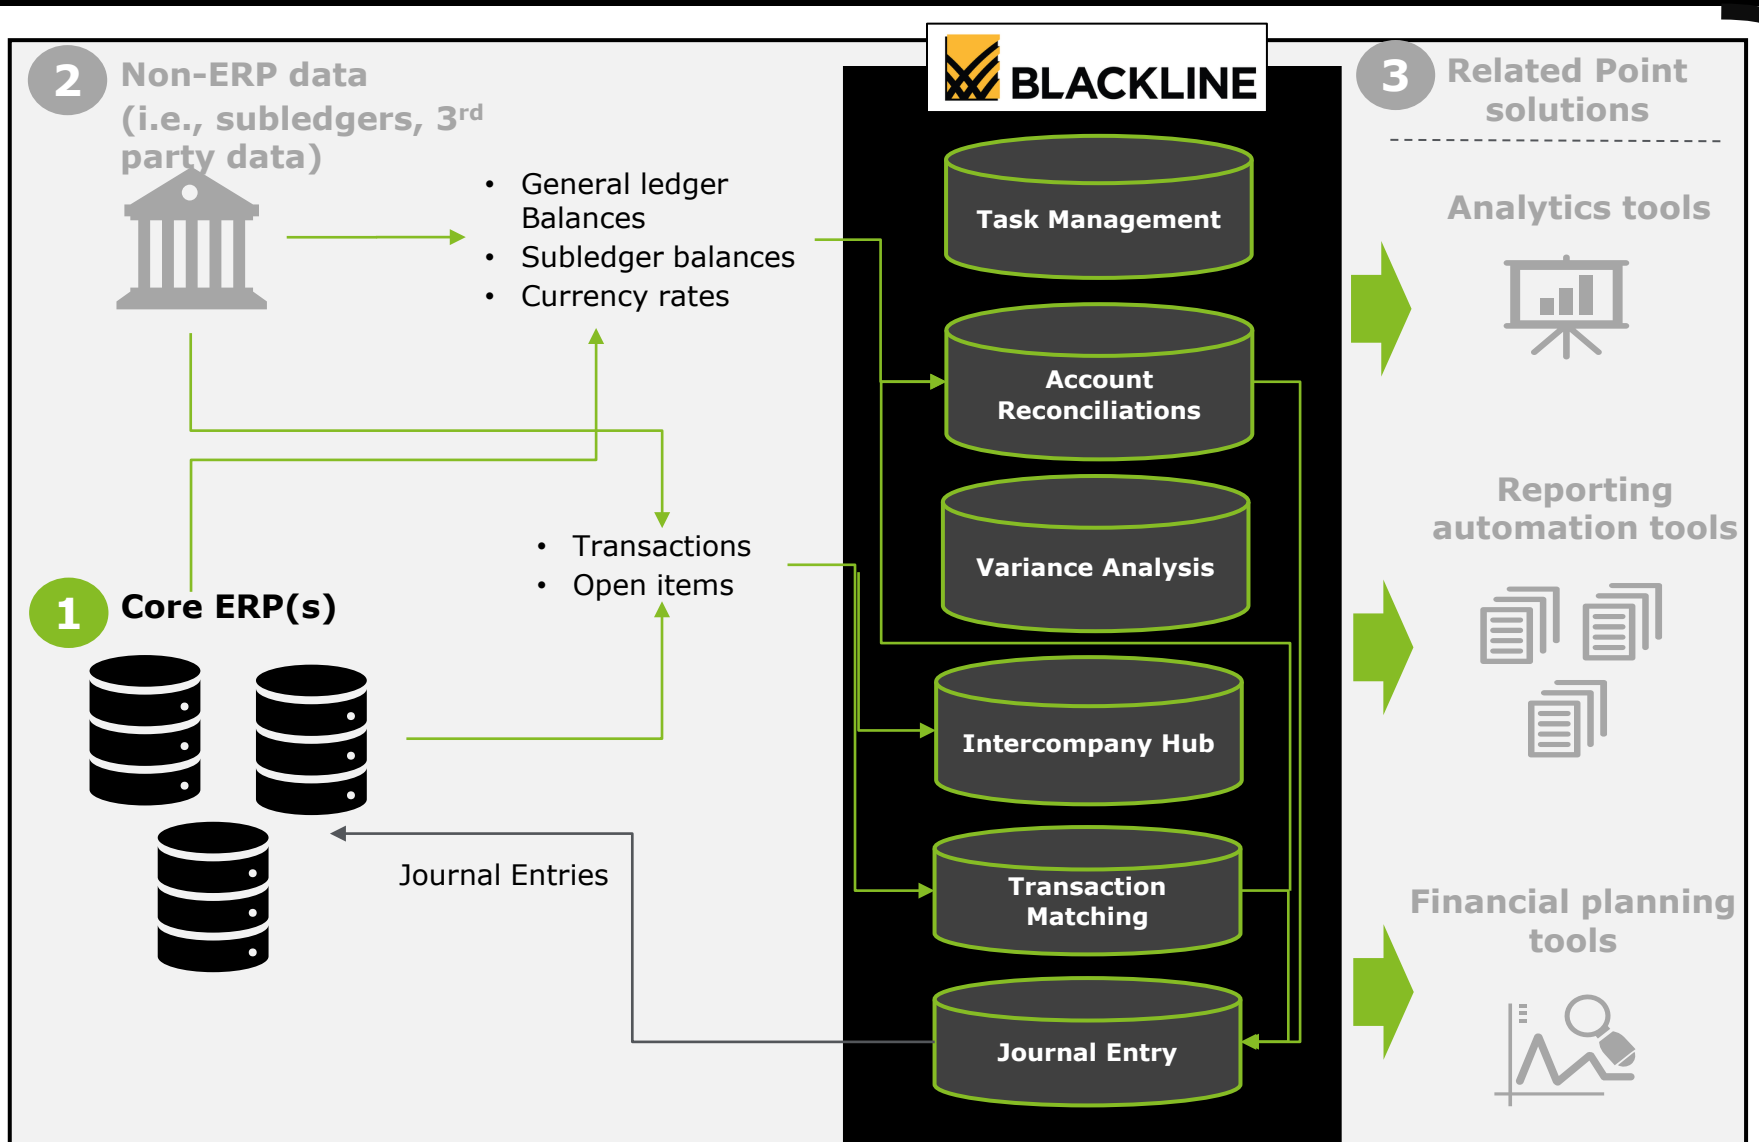 2
Non-ERP data
(i.e., subledgers, 3rd
party data)
BLACKLINE
3
Related Point
solutions
• General ledger
Balances
• Subledger balances
• Currency rates
Task Management
Analytics tools
Account
Reconciliations
Reporting
automation tools
• Transactions
• Open items
Variance Analysis
1
Core ERP(s)
Intercompany Hub
Journal Entries
Transaction
Matching
Financial planning
tools
Journal Entry